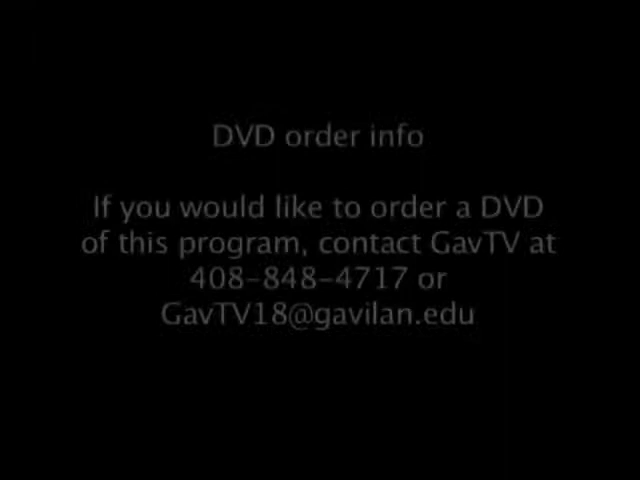 DVD order info
If you would like to order a DVD
of this program, contact GavTV at
408-848-4717 or
GavTV18@gavilan.edu